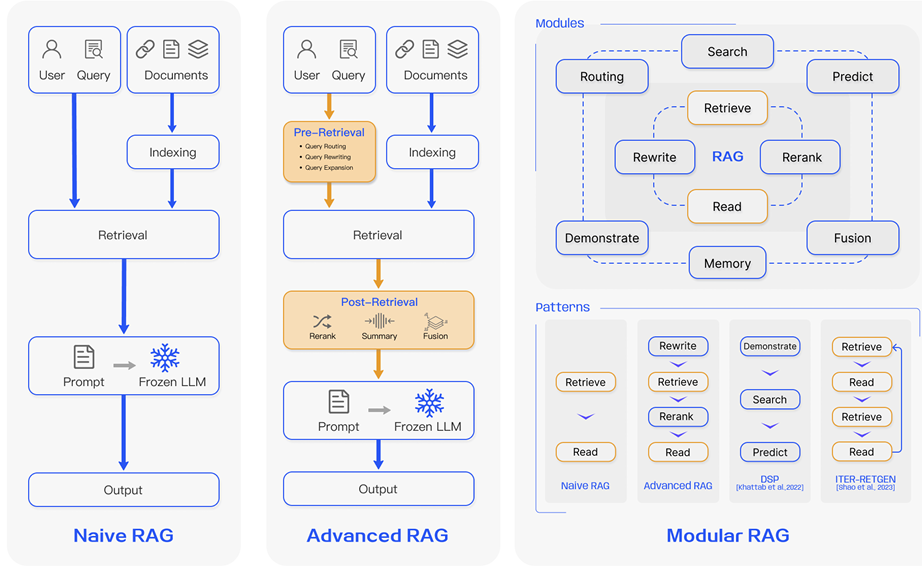 User Query
Documents
Indexing
Retrieval
Prompt
Frozen LLM
Output
Naive RAG
User Query
Documents
Pre-Retrieval
• Query Routing
• Query Rewriting
• Query Expansion
Indexing
Retrieval
Post-Retrieval
Rerank
Summary
Fusion
Prompt
Frozen LLM
Output
Advanced RAG
Modules
Search
Routing
Predict
Retrieve
Rewrite
RAG
Rerank
Read
Demonstrate
Fusion
Memory
Patterns
Retrieve
Read
Naive RAG
Rewrite
Retrieve
Rerank
Read
Advanced RAG
Demonstrate
Search
Predict
DSP
[Khattab et al.,2022]
Retrieve
Read
Retrieve
Read
ITER-RETGEN
[Shao et al., 2023]
Modular RAG